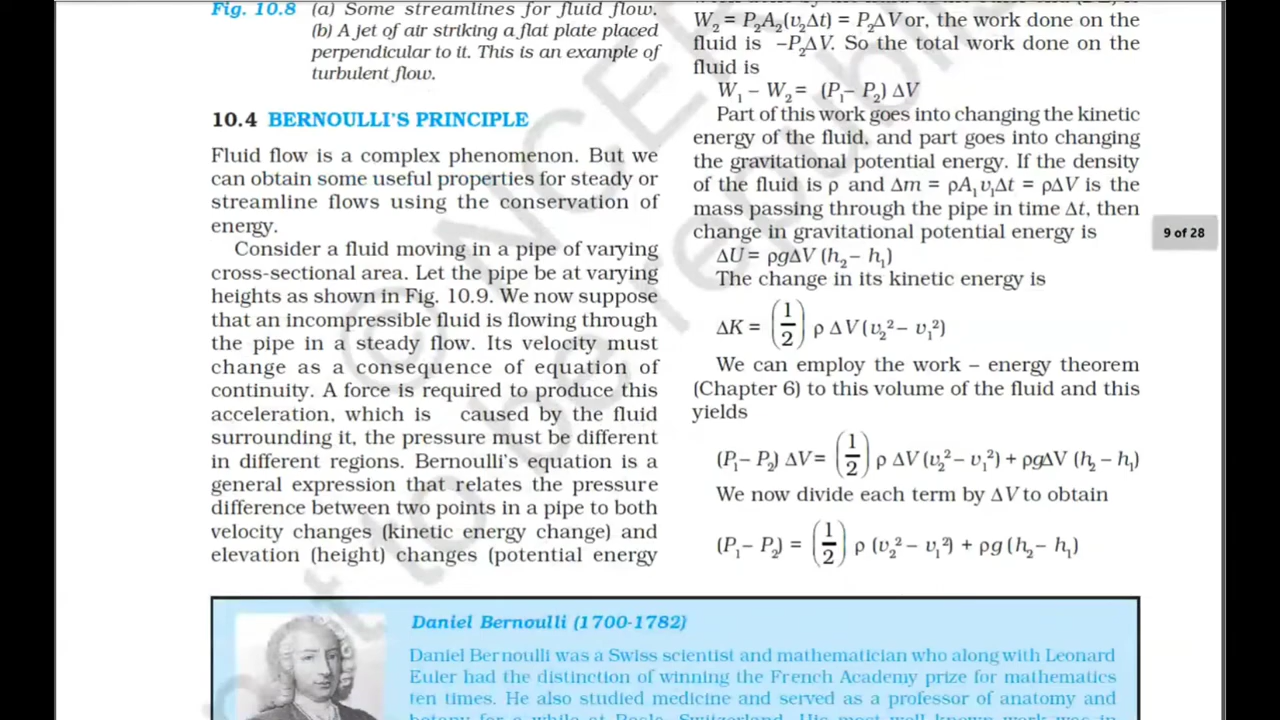 Fig. 10.8 (a) Some streamlines for fluid flow.
(b) A jet of air striking a flat plate placed
perpendicular to it. This is an example of
turbulent flow.
10.4 BERNOULLI’S PRINCIPLE
Fluid flow is a complex phenomenon. But we
can obtain some useful properties for steady or
streamline flows using the conservation of
energy.
Consider a fluid moving in a pipe of varying
cross-sectional area. Let the pipe be at varying
heights as shown in Fig. 10.9. We now suppose
that an incompressible fluid is flowing through
the pipe in a steady flow. Its velocity must
change as a consequence of equation of
continuity. A force is required to produce this
acceleration, which is caused by the fluid
surrounding it, the pressure must be different
in different regions. Bernoulli’s equation is a
general expression that relates the pressure
difference between two points in a pipe to both
velocity changes (kinetic energy change) and
elevation (height) changes (potential energy
W₂ = P₂A₂(v₂Δt) = P₂ΔV or, the work done on the
fluid is –P₂ΔV. So the total work done on the
fluid is
W₁ – W₂ = (P₁– P₂) ΔV
Part of this work goes into changing the kinetic
energy of the fluid, and part goes into changing
the gravitational potential energy. If the density
of the fluid is ρ and Δm = ρA₁v₁Δt = ρΔV is the
mass passing through the pipe in time Δt, then
change in gravitational potential energy is
ΔU = ρgΔV (h₂– h₁)
The change in its kinetic energy is
ΔK = (1/2) ρ ΔV (v₂²– v₁²)
We can employ the work – energy theorem
(Chapter 6) to this volume of the fluid and this
yields
(P₁– P₂) ΔV = (1/2) ρ ΔV (v₂²– v₁²) + ρgΔV (h₂ – h₁)
We now divide each term by ΔV to obtain
(P₁– P₂) = (1/2) ρ (v₂² – v₁²) + ρg (h₂– h₁)
9 of 28
Daniel Bernoulli (1700-1782)
Daniel Bernoulli was a Swiss scientist and mathematician who along with Leonard
Euler had the distinction of winning the French Academy prize for mathematics
ten times. He also studied medicine and served as a professor of anatomy and